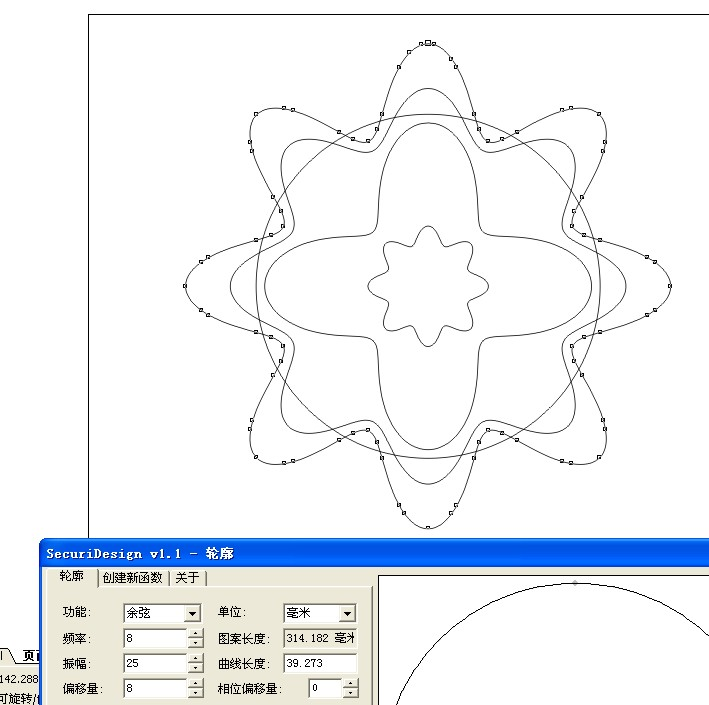 SecuriDesign v1.1 - 轮廓
轮廓 创建新函数 关于
功能: 余弦 单位: 毫米
频率: 8 图案长度: 314.182 毫米
振幅: 25 曲线长度: 39.273
偏移量: 8 相位偏移量: 0
142.288
可旋转/